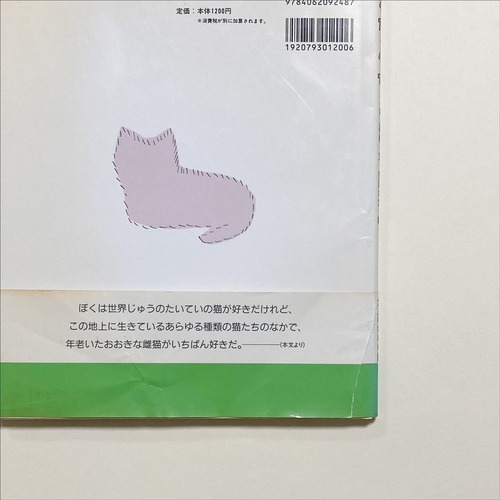 9784062092487
定価：本体1200円
※消費税が別に加算されます。
1920793012006
ぼくは世界じゅうのたいていの猫が好きだけれど、
この地上に生きているあらゆる種類の猫たちのなかで、
年老いたおおきな雌猫がいちばん好きだ。————（本文より）